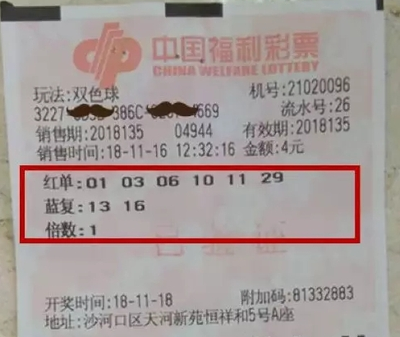 中国福利彩票
CHINA WELFARE LOTTERY
玩法:双色球 机号:21020096
流水号:26
销售期:2018135 04944 有效期:2018135
销售时间:18-11-16 12:32:16 金额:4元
红单:01 03 06 10 11 29
蓝复:13 16
倍数:1
开奖时间:18-11-18 附加码:81332883
地址:沙河口区天河新苑恒祥和5号A座